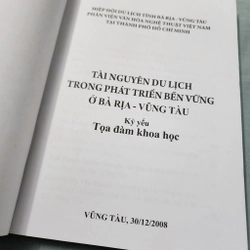 HIỆP HỘI DU LỊCH TỈNH BÀ RỊA - VŨNG TÀU
PHÂN VIỆN VĂN HÓA NGHỆ THUẬT VIỆT NAM
TẠI THÀNH PHỐ HỒ CHÍ MINH
TÀI NGUYÊN DU LỊCH
TRONG PHÁT TRIỂN BỀN VỮNG
Ở BÀ RỊA - VŨNG TÀU
Kỷ yếu
Tọa đàm khoa học
VŨNG TÀU, 30/12/2008